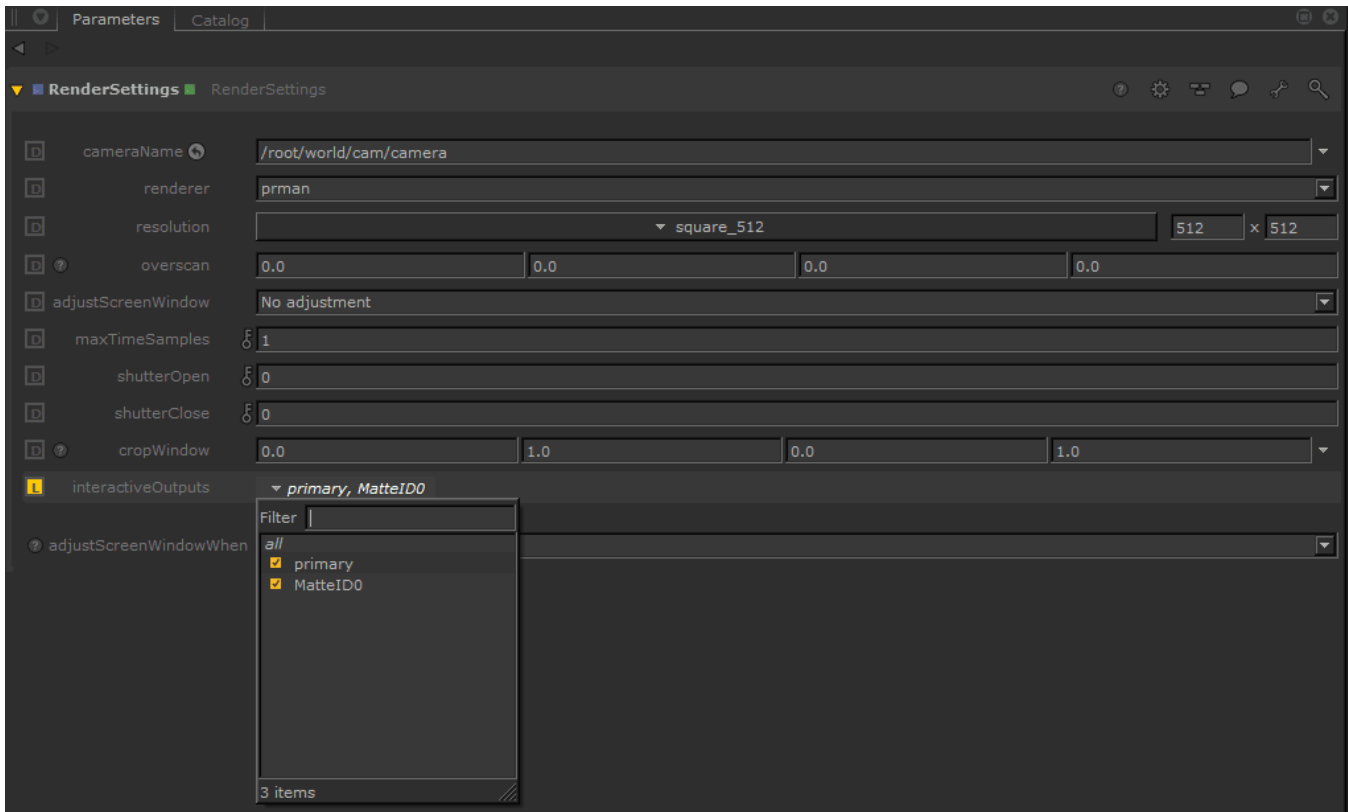 Parameters Catalog
RenderSettings RenderSettings
D cameraName /root/world/cam/camera
D renderer prman
D resolution square_512 512 x 512
D ? overscan 0.0 0.0 0.0 0.0
D adjustScreenWindow No adjustment
D maxTimeSamples 1
D shutterOpen 0
D shutterClose 0
D ? cropWindow 0.0 1.0 0.0 1.0
L interactiveOutputs primary, MatteID0
Filter
? adjustScreenWindowWhen all
primary
MatteID0
3 items